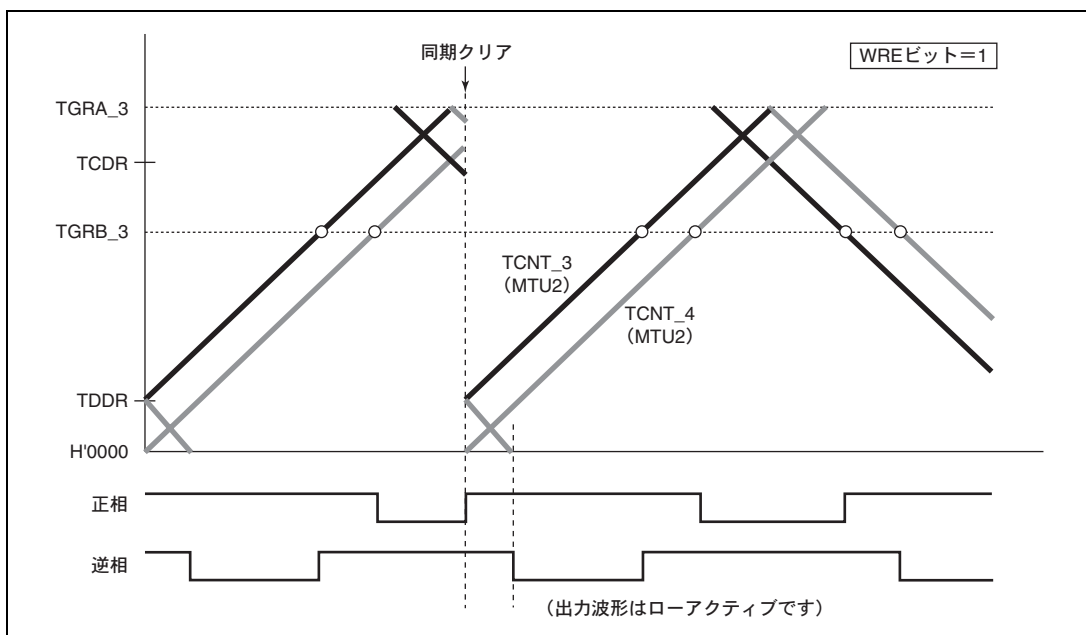 同期クリア
WREビット＝1
TGRA_3
TCDR
TGRB_3
TCNT_3
（MTU2）
TCNT_4
（MTU2）
TDDR
H'0000
正相
逆相
（出力波形はローアクティブです）